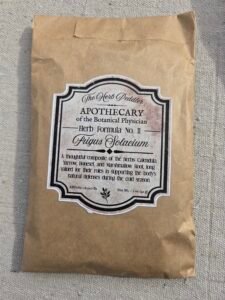 The Herb Peddler
APOTHECARY
of the Botanical Physician
Herb Formula No. 11
Frigus Solacium
A thoughtful composite of the herbs Calendula,
Yarrow, Boneset, and Marshmallow Root, long
valued for their roles in supporting the body's
natural defenses during the cold season.